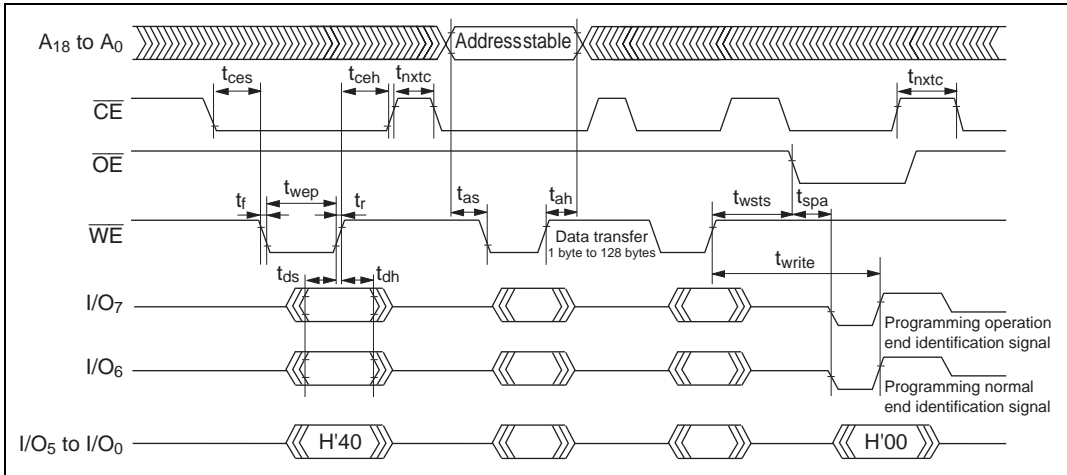 A18 to A0
Addressstable
tces
tceh
tnxtc
tnxtc
CE
OE
tf
twep
tr
tas
tah
twsts
tspa
WE
Data transfer
1 byte to 128 bytes
tds
tdh
twrite
I/O7
Programming operation
end identification signal
I/O6
Programming normal
end identification signal
I/O5 to I/O0
H'40
H'00